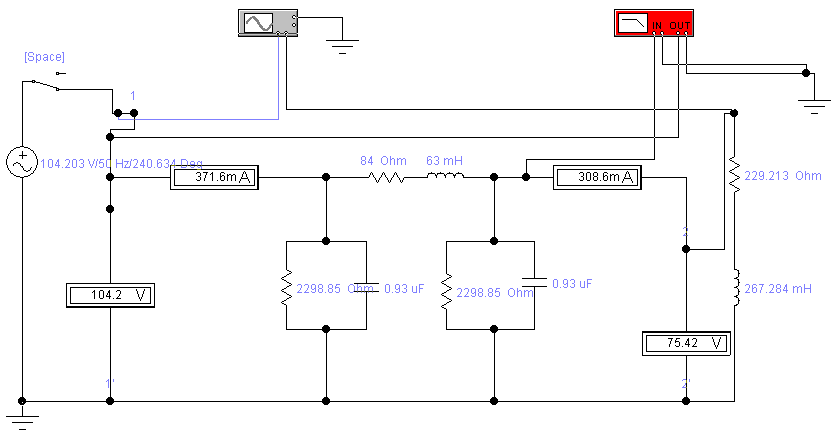 IN OUT
[Space]
1
104.203 V/50 Hz/240.634 Deg
84 Ohm
63 mH
371.6m A
308.6m A
229.213 Ohm
2
2298.85 Ohm
0.93 uF
2298.85 Ohm
0.93 uF
267.284 mH
104.2 V
75.42 V
1'
2'